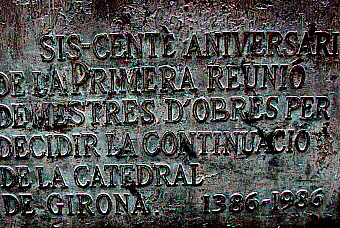 SIS-CENTÈ ANIVERSARI
DE LA PRIMERA REUNIÓ
DE MESTRES D'OBRES PER
DECIDIR LA CONTINUACIÓ
DE LA CATEDRAL
DE GIRONA. 1386-1986